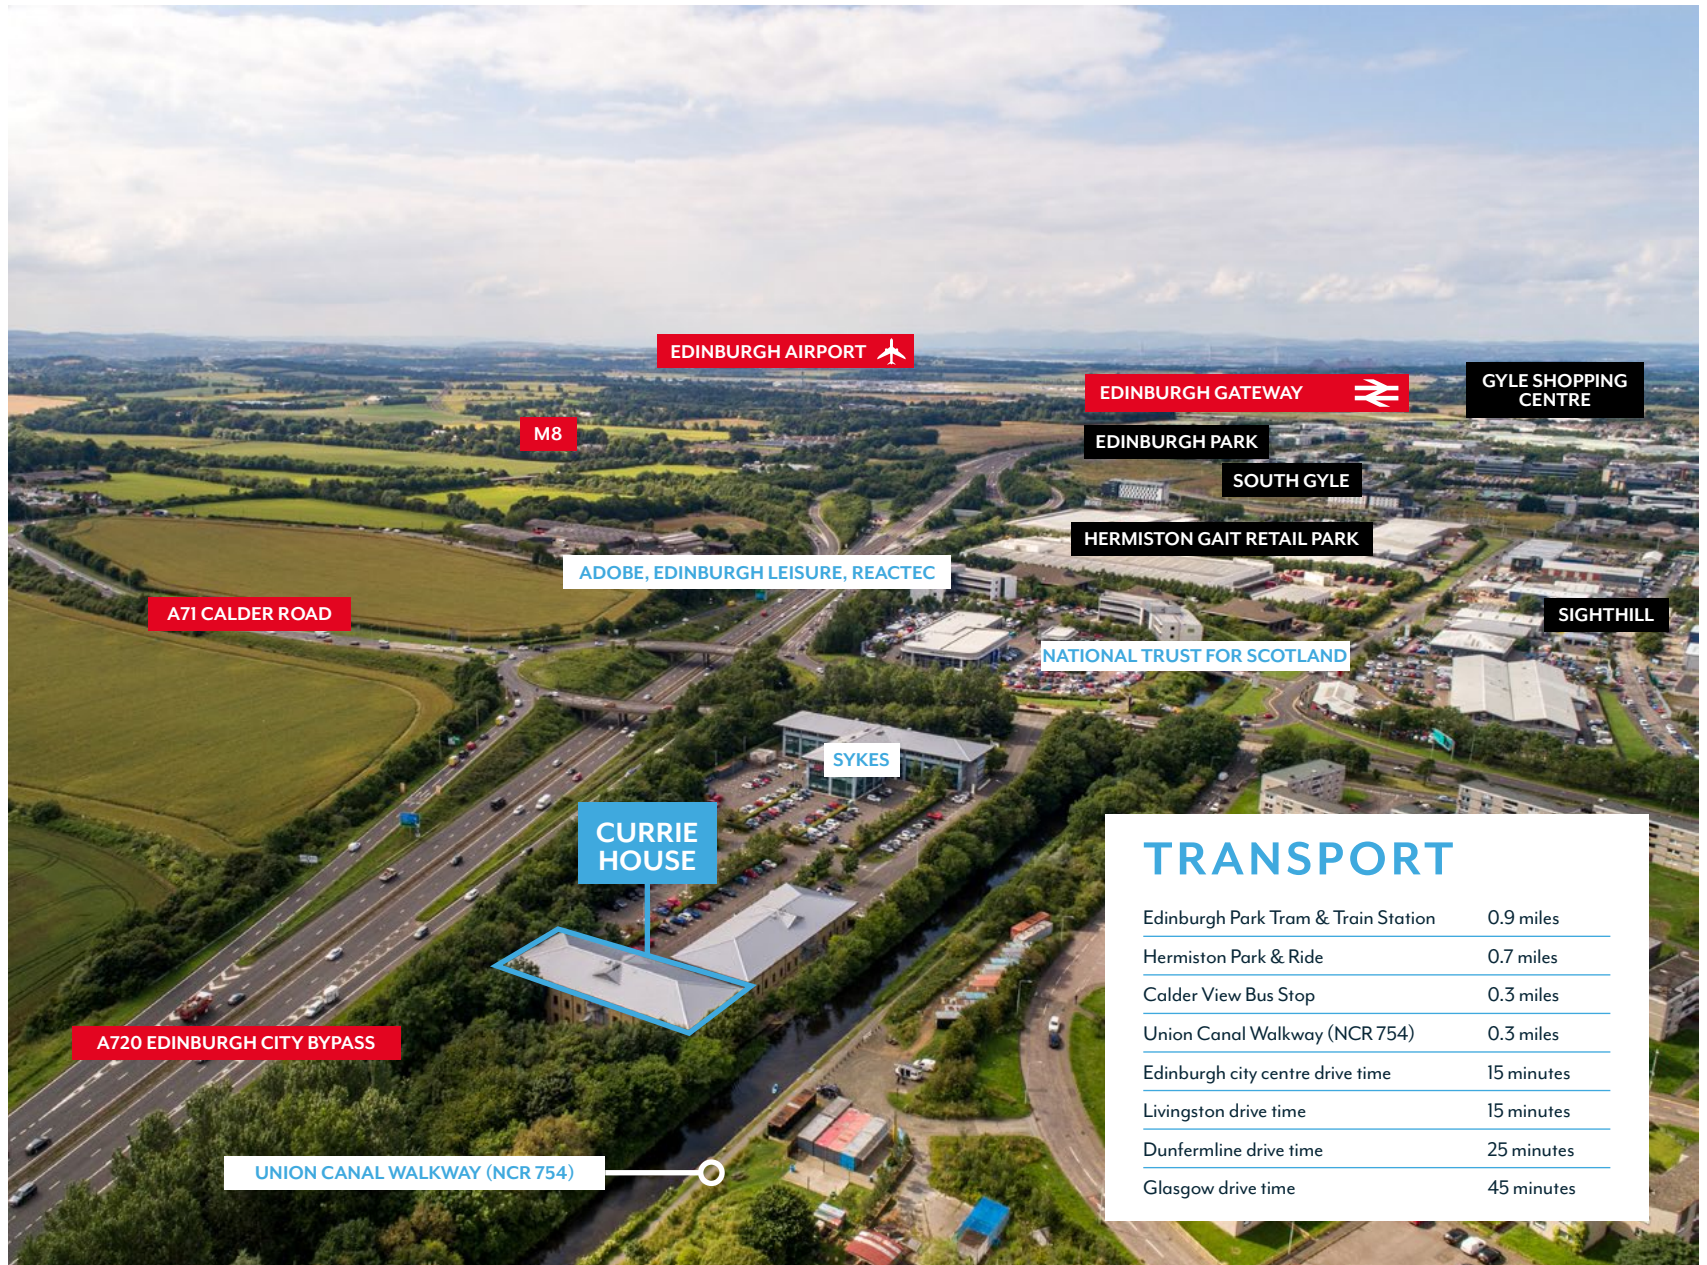 EDINBURGH AIRPORT
EDINBURGH GATEWAY
GYLE SHOPPING
CENTRE
M8
EDINBURGH PARK
SOUTH GYLE
HERMISTON GAIT RETAIL PARK
ADOBE, EDINBURGH LEISURE, REACTEC
A71 CALDER ROAD
SIGHTHILL
NATIONAL TRUST FOR SCOTLAND
SYKES
CURRIE
HOUSE
A720 EDINBURGH CITY BYPASS
UNION CANAL WALKWAY (NCR 754)
TRANSPORT
Edinburgh Park Tram & Train Station 0.9 miles
Hermiston Park & Ride 0.7 miles
Calder View Bus Stop 0.3 miles
Union Canal Walkway (NCR 754) 0.3 miles
Edinburgh city centre drive time 15 minutes
Livingston drive time 15 minutes
Dunfermline drive time 25 minutes
Glasgow drive time 45 minutes